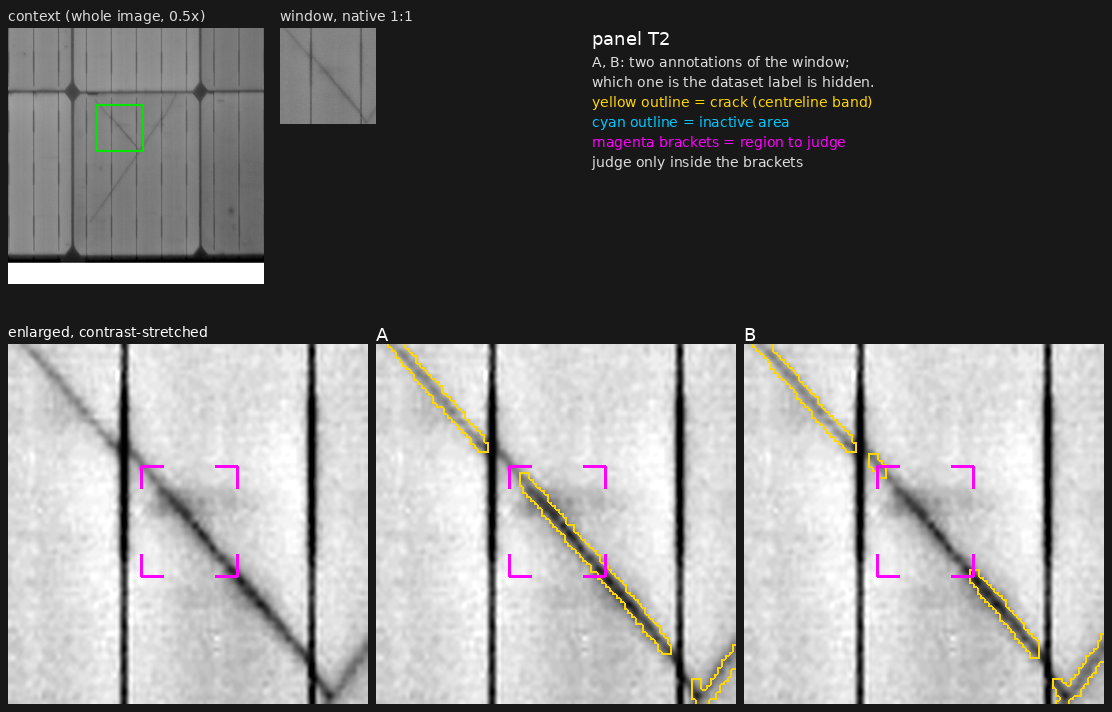 context (whole image, 0.5x)
window, native 1:1
panel T2
A, B: two annotations of the window;
which one is the dataset label is hidden.
yellow outline = crack (centreline band)
cyan outline = inactive area
magenta brackets = region to judge
judge only inside the brackets
enlarged, contrast-stretched
A
B